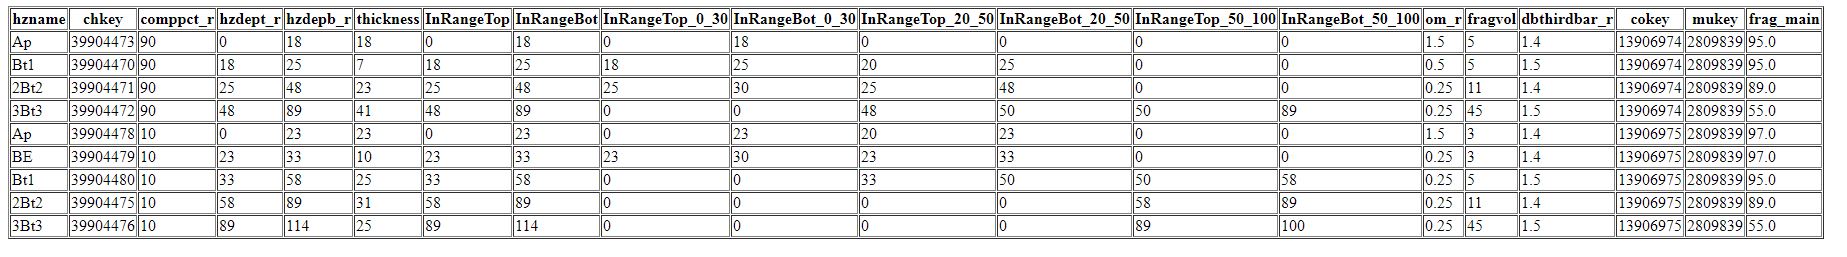 hzname chkey comppct_r hzdept_r hzdepb_r thickness InRangeTop InRangeBot InRangeTop_0_30 InRangeBot_0_30 InRangeTop_20_50 InRangeBot_20_50 InRangeTop_50_100 InRangeBot_50_100 om_r fragvol dbthirdbar_r cokey mukey frag_main
Ap 39904473 90 0 18 18 0 18 0 18 0 0 0 0 1.5 5 1.4 13906974 2809839 95.0
Bt1 39904470 90 18 25 7 18 25 18 25 20 25 0 0 0.5 5 1.5 13906974 2809839 95.0
2Bt2 39904471 90 25 48 23 25 48 25 30 25 48 0 0 0.25 11 1.4 13906974 2809839 89.0
3Bt3 39904472 90 48 89 41 48 89 0 0 48 50 50 89 0.25 45 1.5 13906974 2809839 55.0
Ap 39904478 10 0 23 23 0 23 0 23 20 23 0 0 1.5 3 1.4 13906975 2809839 97.0
BE 39904479 10 23 33 10 23 33 23 30 23 33 0 0 0.25 3 1.4 13906975 2809839 97.0
Bt1 39904480 10 33 58 25 33 58 0 0 33 50 50 58 0.25 5 1.5 13906975 2809839 95.0
2Bt2 39904475 10 58 89 31 58 89 0 0 0 0 58 89 0.25 11 1.4 13906975 2809839 89.0
3Bt3 39904476 10 89 114 25 89 114 0 0 0 0 89 100 0.25 45 1.5 13906975 2809839 55.0